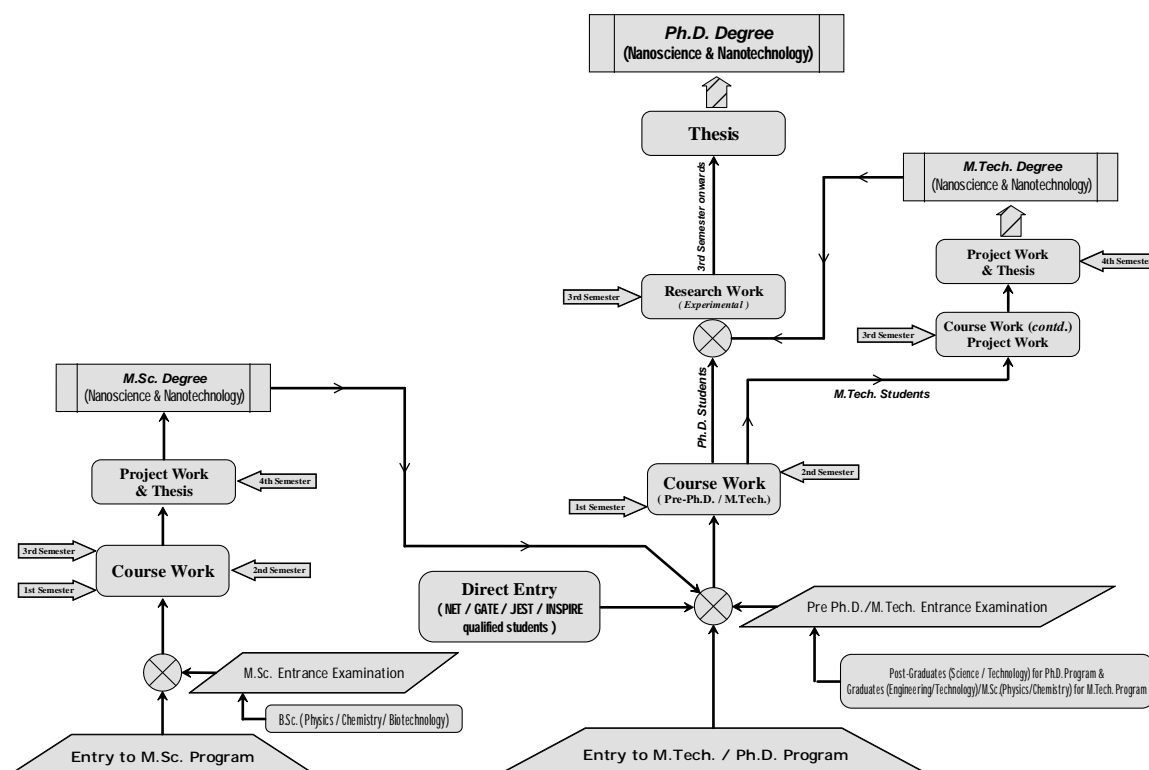 Ph.D. Degree
(Nanoscience & Nanotechnology)
Thesis
3rd Semester onwards
M.Tech. Degree
(Nanoscience & Nanotechnology)
Project Work
& Thesis
4th Semester
Research Work
( Experimental )
3rd Semester
Course Work (contd.)
Project Work
3rd Semester
M.Sc. Degree
(Nanoscience & Nanotechnology)
Ph.D. Students
M.Tech. Students
Project Work
& Thesis
4th Semester
Course Work
( Pre-Ph.D. / M.Tech.)
2nd Semester
1st Semester
3rd Semester
Course Work
2nd Semester
1st Semester
Direct Entry
( NET / GATE / JEST / INSPIRE
qualified students )
Pre Ph.D./M.Tech. Entrance Examination
M.Sc. Entrance Examination
Post-Graduates (Science / Technology) for Ph.D. Program &
Graduates (Engineering/Technology)/M.Sc.(Physics/Chemistry) for M.Tech. Program
B.Sc. ( Physics / Chemistry/ Biotechnology)
Entry to M.Sc. Program
Entry to M.Tech. / Ph.D. Program